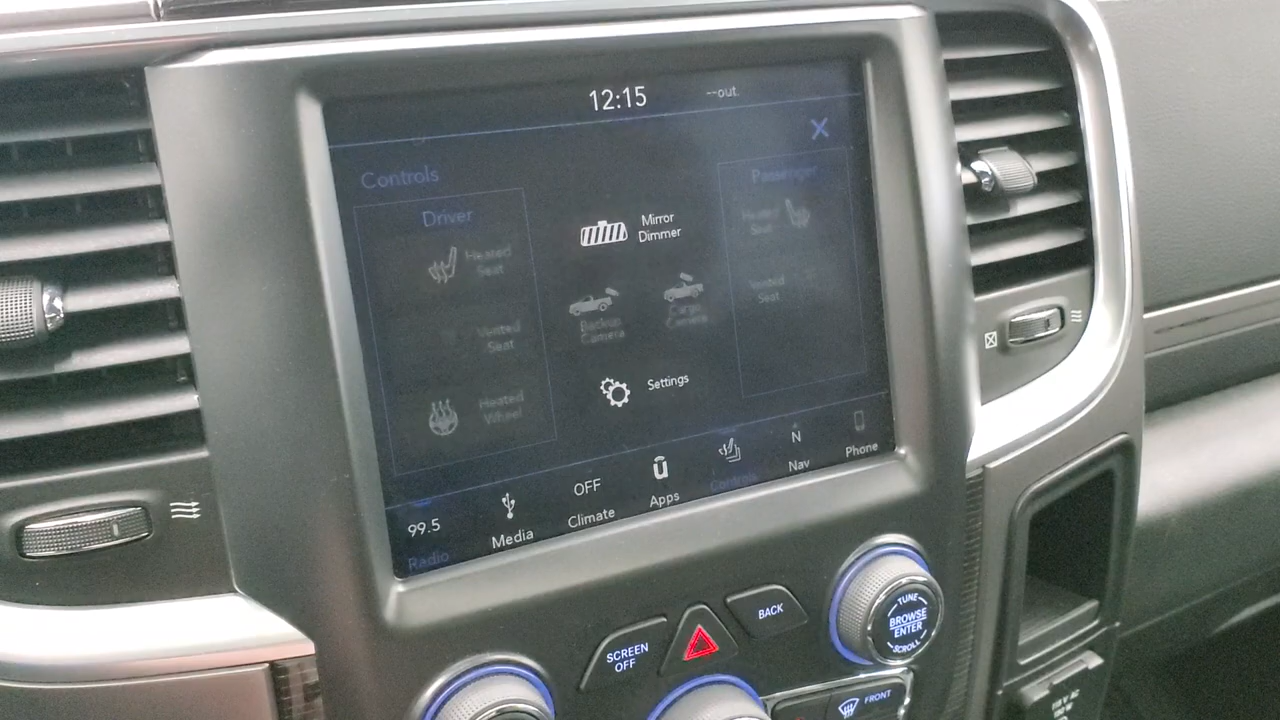 12:15
--out.
X
Controls
Driver
Passenger
Mirror
Dimmer
Heated
Seat
Heated
Seat
Backup
Camera
Cargo
Camera
Vented
Seat
Vented
Seat
Heated
Wheel
Settings
99.5
Radio
Media
OFF
Climate
Apps
Controls
N
Nav
Phone
SCREEN
OFF
BACK
TUNE
BROWSE
ENTER
SCROLL
FRONT